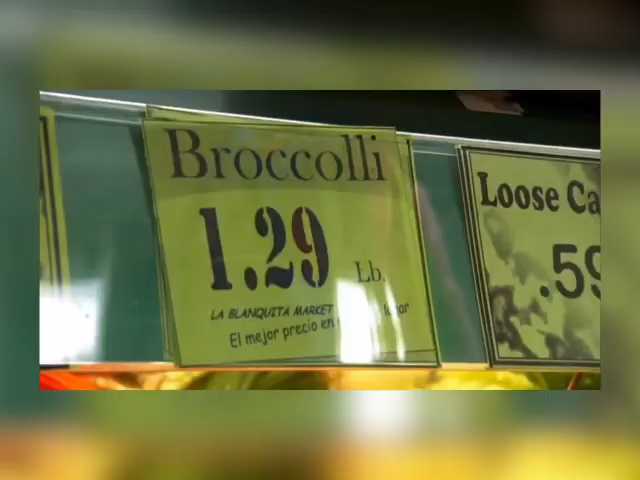 Broccolli
1.29 Lb.
LA BLANQUITA MARKET
El mejor precio en
Loose Ca
.59